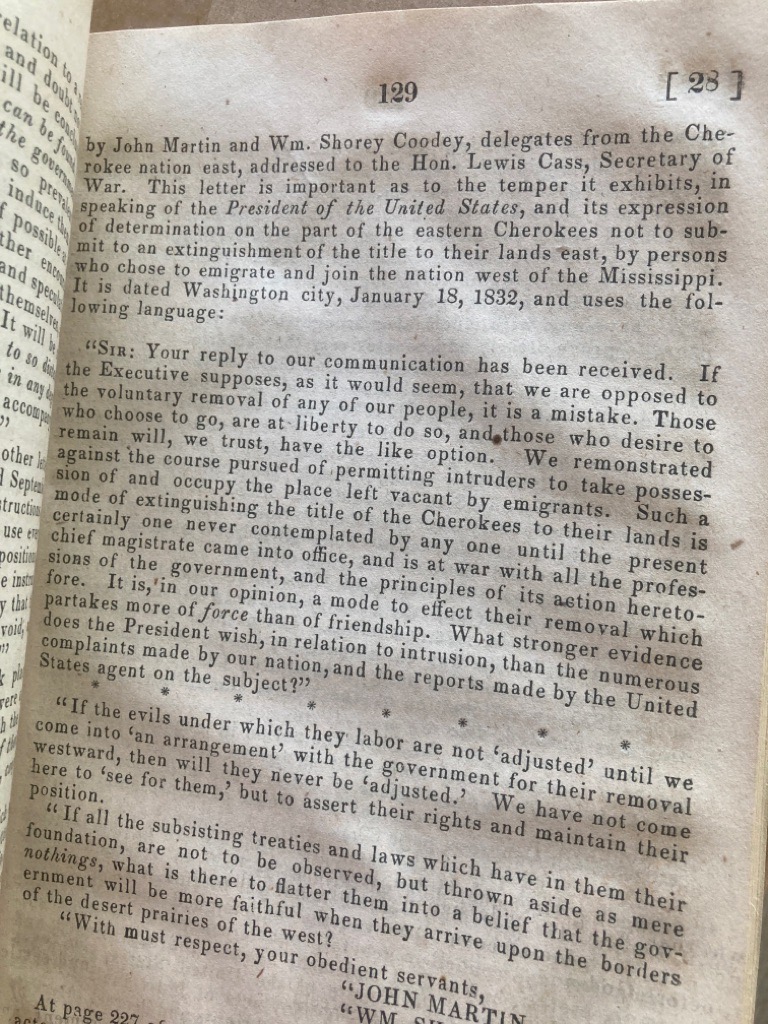 129
[ 28 ]
by John Martin and Wm. Shorey Coodey, delegates from the Che-
rokee nation east, addressed to the Hon. Lewis Cass, Secretary of
War. This letter is important as to the temper it exhibits, in
speaking of the President of the United States, and its expression
of determination on the part of the eastern Cherokees not to sub-
mit to an extinguishment of the title to their lands east, by persons
who chose to emigrate and join the nation west of the Mississippi.
It is dated Washington city, January 18, 1832, and uses the fol-
lowing language:
"SIR: Your reply to our communication has been received. If
the Executive supposes, as it would seem, that we are opposed to
the voluntary removal of any of our people, it is a mistake. Those
who choose to go, are at liberty to do so, and those who desire to
remain will, we trust, have the like option. We remonstrated
against the course pursued of permitting intruders to take posses-
sion of and occupy the place left vacant by emigrants. Such a
mode of extinguishing the title of the Cherokees to their lands is
certainly one never contemplated by any one until the present
chief magistrate came into office, and is at war with all the profes-
sions of the government, and the principles of its action hereto-
fore. It is, in our opinion, a mode to effect their removal which
partakes more of force than of friendship. What stronger evidence
does the President wish, in relation to intrusion, than the numerous
complaints made by our nation, and the reports made by the United
States agent on the subject?"
* * * * * * * *
"If the evils under which they labor are not 'adjusted' until we
come into 'an arrangement' with the government for their removal
westward, then will they never be 'adjusted.' We have not come
here to 'see for them,' but to assert their rights and maintain their
position.
"If all the subsisting treaties and laws which have in them their
foundation, are not to be observed, but thrown aside as mere
nothings, what is there to flatter them into a belief that the gov-
ernment will be more faithful when they arrive upon the borders
of the desert prairies of the west?
"With must respect, your obedient servants,
"JOHN MARTIN
"WM.
At page 227